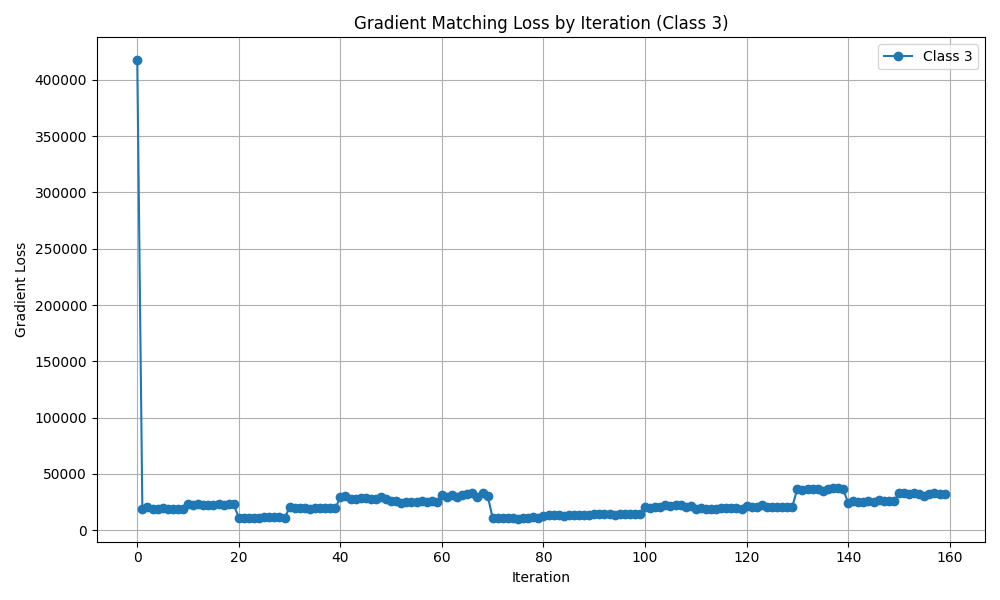 Gradient Matching Loss by Iteration (Class 3)
Class 3
400000
350000
300000
250000
200000
150000
100000
50000
0
Gradient Loss
0 20 40 60 80 100 120 140 160
Iteration